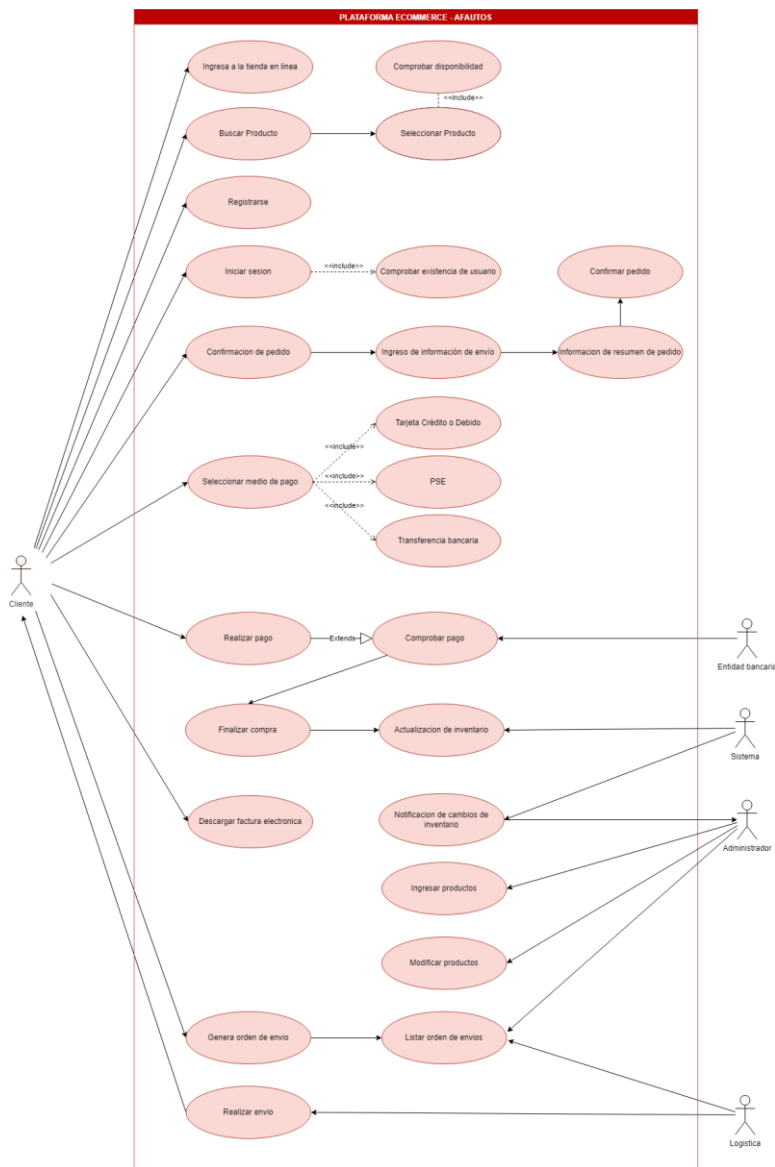 PLATAFORMA ECOMMERCE - AFAUTOS
Ingresa a la tienda en linea
Comprobar disponibilidad
<<include>>
Buscar Producto
Seleccionar Producto
Registrarse
Iniciar sesion
<<include>>
Comprobar existencia de usuario
Confirmar pedido
Confirmacion de pedido
Ingreso de información de envío
Informacion de resumen de pedido
Tarjeta Crédito o Debido
<<include>>
Seleccionar medio de pago
<<include>>
PSE
<<include>>
Transferencia bancaria
Cliente
Realizar pago
Extends
Comprobar pago
Entidad bancaria
Finalizar compra
Actualizacion de inventario
Sistema
Descargar factura electronica
Notificacion de cambios de
inventario
Administrador
Ingresar productos
Modificar productos
Genera orden de envio
Listar orden de envios
Realizar envio
Logistica